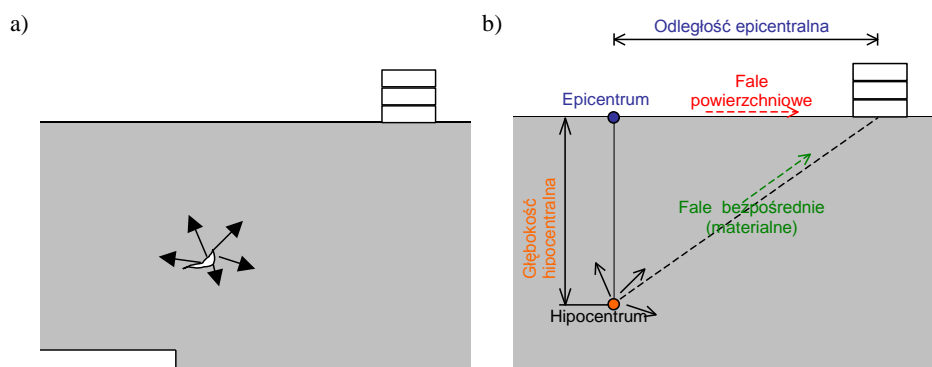 a)
b)
Odległość epicentralna
Fale
powierzchniowe
Epicentrum
Głębokość
hipocentralna
Fale bezpośrednie
(materialne)
Hipocentrum